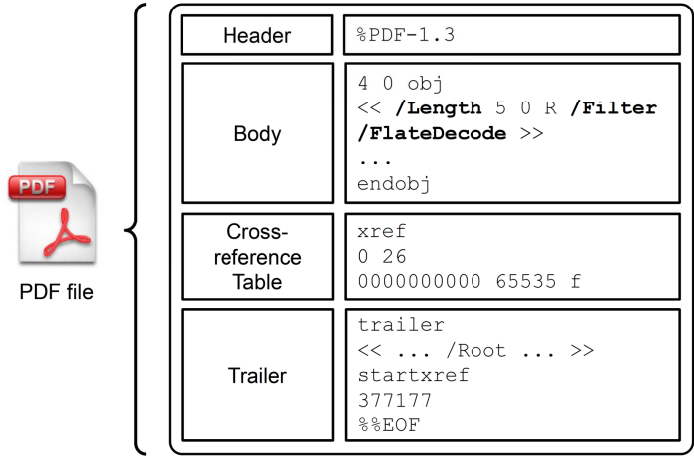 Header
%PDF-1.3
Body
4 0 obj
<< /Length 5 0 R /Filter
/FlateDecode >>
...
endobj
PDF
PDF file
Cross-
reference
Table
xref
0 26
0000000000 65535 f
Trailer
trailer
<< ... /Root ... >>
startxref
377177
%%EOF